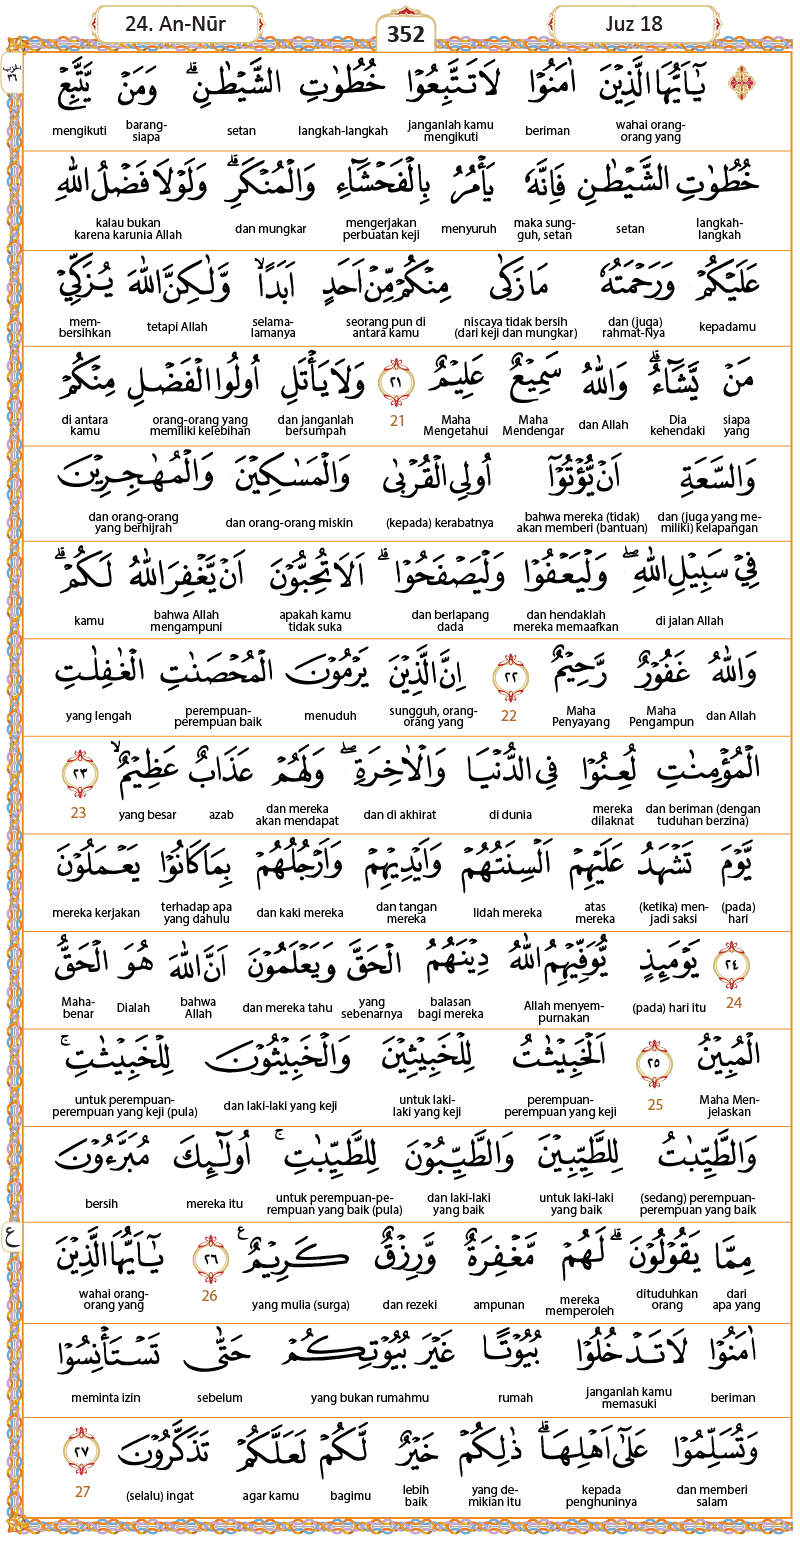 24. An-Nūr
352
Juz 18
الحزب
٣٦
يٰٓاَيُّهَا الَّذِيْنَ اٰمَنُوْا لَا تَتَّبِعُوْا خُطُوٰتِ الشَّيْطٰنِۗ وَمَنْ يَّتَّبِعْ
wahai orang-orang yang beriman janganlah kamu mengikuti langkah-langkah setan barang-siapa mengikuti
خُطُوٰتِ الشَّيْطٰنِ فَاِنَّهٗ يَأْمُرُ بِالْفَحْشَاۤءِ وَالْمُنْكَرِۗ وَلَوْلَا فَضْلُ اللّٰهِ
langkah-langkah setan maka sung-guh, setan menyuruh mengerjakan perbuatan keji dan mungkar kalau bukan karena karunia Allah
عَلَيْكُمْ وَرَحْمَتُهٗ مَا زَكٰى مِنْكُمْ مِّنْ اَحَدٍ اَبَدًاۙ وَّلٰكِنَّ اللّٰهَ يُزَكِّيْ
kepadamu dan (juga) rahmat-Nya niscaya tidak bersih (dari keji dan mungkar) seorang pun di antara kamu selama-lamanya tetapi Allah mem-bersihkan
مَنْ يَّشَاۤءُۗ وَاللّٰهُ سَمِيْعٌ عَلِيْمٌ ٢١ وَلَا يَأْتَلِ اُولُوا الْفَضْلِ مِنْكُمْ
siapa yang Dia kehendaki dan Allah Maha Mendengar Maha Mengetahui 21 dan janganlah bersumpah orang-orang yang memiliki kelebihan di antara kamu
وَالسَّعَةِ اَنْ يُّؤْتُوْٓا اُولِى الْقُرْبٰى وَالْمَسٰكِيْنَ وَالْمُهٰجِرِيْنَ
dan (juga yang me-miliki) kelapangan bahwa mereka (tidak) akan memberi (bantuan) (kepada) kerabatnya dan orang-orang miskin dan orang-orang yang berhijrah
فِيْ سَبِيْلِ اللّٰهِۖ وَلْيَعْفُوْا وَلْيَصْفَحُوْاۗ اَلَا تُحِبُّوْنَ اَنْ يَّغْفِرَ اللّٰهُ لَكُمْۗ
di jalan Allah dan hendaklah mereka memaafkan dan berlapang dada apakah kamu tidak suka bahwa Allah mengampuni kamu
وَاللّٰهُ غَفُوْرٌ رَّحِيْمٌ ٢٢ اِنَّ الَّذِيْنَ يَرْمُوْنَ الْمُحْصَنٰتِ الْغٰفِلٰتِ
dan Allah Maha Pengampun Maha Penyayang 22 sungguh, orang-orang yang menuduh perempuan-perempuan baik yang lengah
الْمُؤْمِنٰتِ لُعِنُوْا فِى الدُّنْيَا وَالْاٰخِرَةِۖ وَلَهُمْ عَذَابٌ عَظِيْمٌۙ ٢٣
dan beriman (dengan tuduhan berzina) mereka dilaknat di dunia dan di akhirat dan mereka akan mendapat azab yang besar 23
يَّوْمَ تَشْهَدُ عَلَيْهِمْ اَلْسِنَتُهُمْ وَاَيْدِيْهِمْ وَاَرْجُلُهُمْ بِمَا كَانُوْا يَعْمَلُوْنَ
(pada) hari (ketika) men-jadi saksi atas mereka lidah mereka dan tangan mereka dan kaki mereka terhadap apa yang dahulu mereka kerjakan
٢٤ يَوْمَىِٕذٍ يُّوَفِّيْهِمُ اللّٰهُ دِيْنَهُمُ الْحَقَّ وَيَعْلَمُوْنَ اَنَّ اللّٰهَ هُوَ الْحَقُّ
24 (pada) hari itu Allah menyem-purnakan balasan bagi mereka yang sebenarnya dan mereka tahu bahwa Allah Dialah Maha-benar
الْمُبِيْنُ ٢٥ اَلْخَبِيْثٰتُ لِلْخَبِيْثِيْنَ وَالْخَبِيْثُوْنَ لِلْخَبِيْثٰتِۚ
Maha Men-jelaskan 25 perempuan-perempuan yang keji untuk laki-laki yang keji dan laki-laki yang keji untuk perempuan-perempuan yang keji (pula)
وَالطَّيِّبٰتُ لِلطَّيِّبِيْنَ وَالطَّيِّبُوْنَ لِلطَّيِّبٰتِۚ اُولٰۤىِٕكَ مُبَرَّءُوْنَ
(sedang) perempuan-perempuan yang baik untuk laki-laki yang baik dan laki-laki yang baik untuk perempuan-pe-rempuan yang baik (pula) mereka itu bersih
مِمَّا يَقُوْلُوْنَۗ لَهُمْ مَّغْفِرَةٌ وَّرِزْقٌ كَرِيْمٌ ࣖ ٢٦ يٰٓاَيُّهَا الَّذِيْنَ
ع
dari apa yang dituduhkan orang mereka memperoleh ampunan dan rezeki yang mulia (surga) 26 wahai orang-orang yang
اٰمَنُوْا لَا تَدْخُلُوْا بُيُوْتًا غَيْرَ بُيُوْتِكُمْ حَتّٰى تَسْتَأْنِسُوْا
beriman janganlah kamu memasuki rumah yang bukan rumahmu sebelum meminta izin
وَتُسَلِّمُوْا عَلٰٓى اَهْلِهَاۗ ذٰلِكُمْ خَيْرٌ لَّكُمْ لَعَلَّكُمْ تَذَكَّرُوْنَ ٢٧
dan memberi salam kepada penghuninya yang de-mikian itu lebih baik bagimu agar kamu (selalu) ingat 27